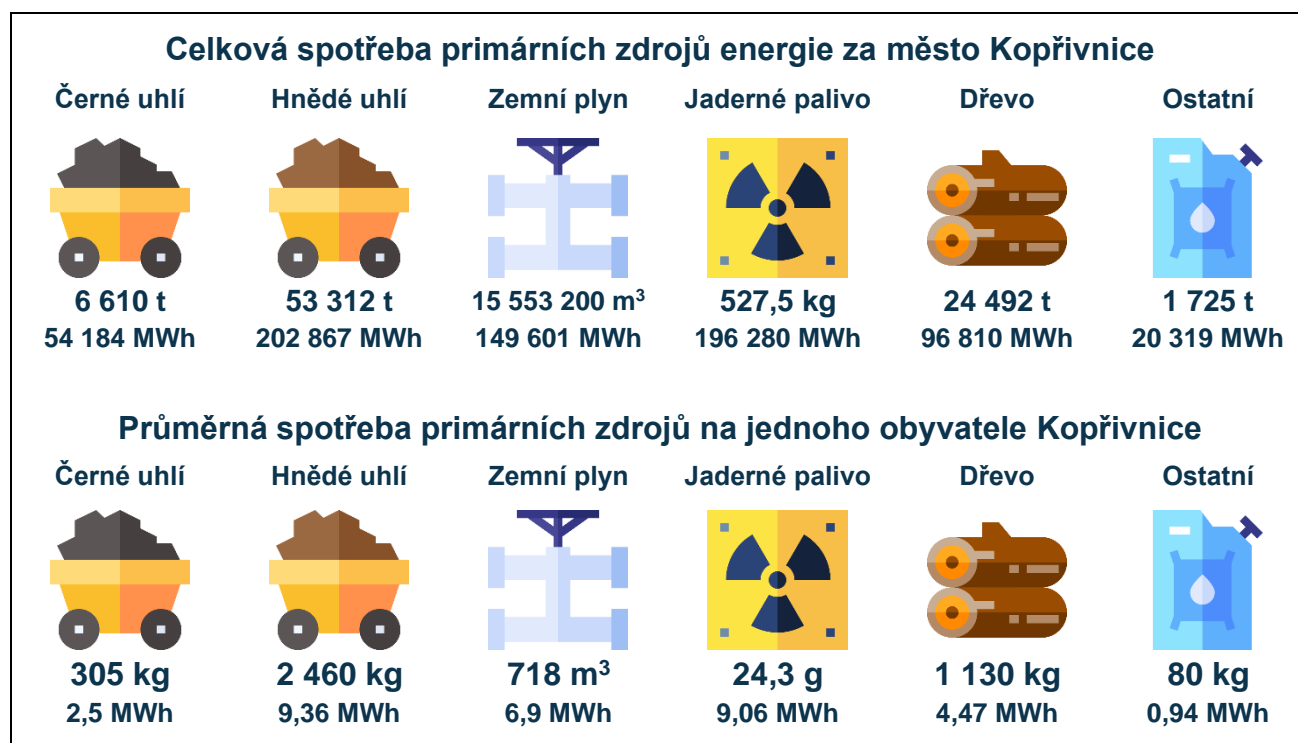 Celková spotřeba primárních zdrojů energie za město Kopřivnice
Černé uhlí Hnědé uhlí Zemní plyn Jaderné palivo Dřevo Ostatní
6 610 t 53 312 t 15 553 200 m³ 527,5 kg 24 492 t 1 725 t
54 184 MWh 202 867 MWh 149 601 MWh 196 280 MWh 96 810 MWh 20 319 MWh
Průměrná spotřeba primárních zdrojů na jednoho obyvatele Kopřivnice
Černé uhlí Hnědé uhlí Zemní plyn Jaderné palivo Dřevo Ostatní
305 kg 2 460 kg 718 m³ 24,3 g 1 130 kg 80 kg
2,5 MWh 9,36 MWh 6,9 MWh 9,06 MWh 4,47 MWh 0,94 MWh